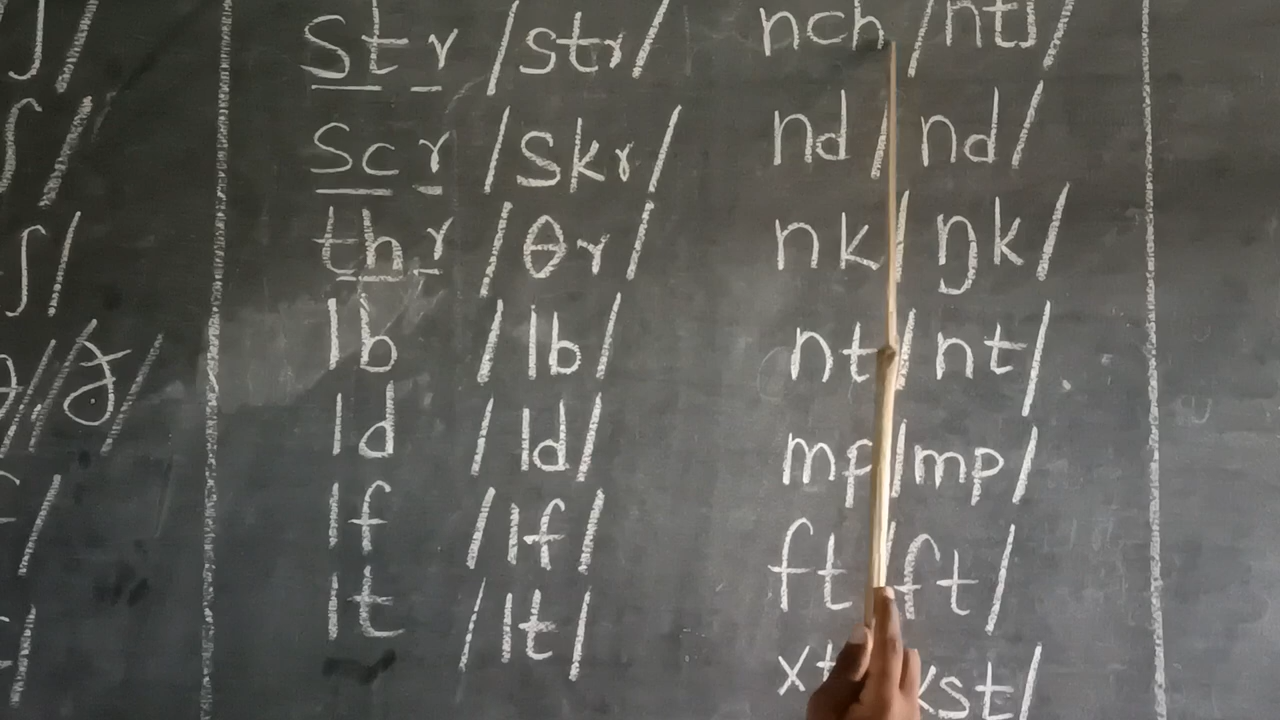 str /str/
scr /skr/
thr /θr/
lb /lb/
ld /ld/
lf /lf/
lt /lt/
nch /ntʃ/
nd /nd/
nk /ŋk/
nt /nt/
mp /mp/
ft /ft/
xt kst/